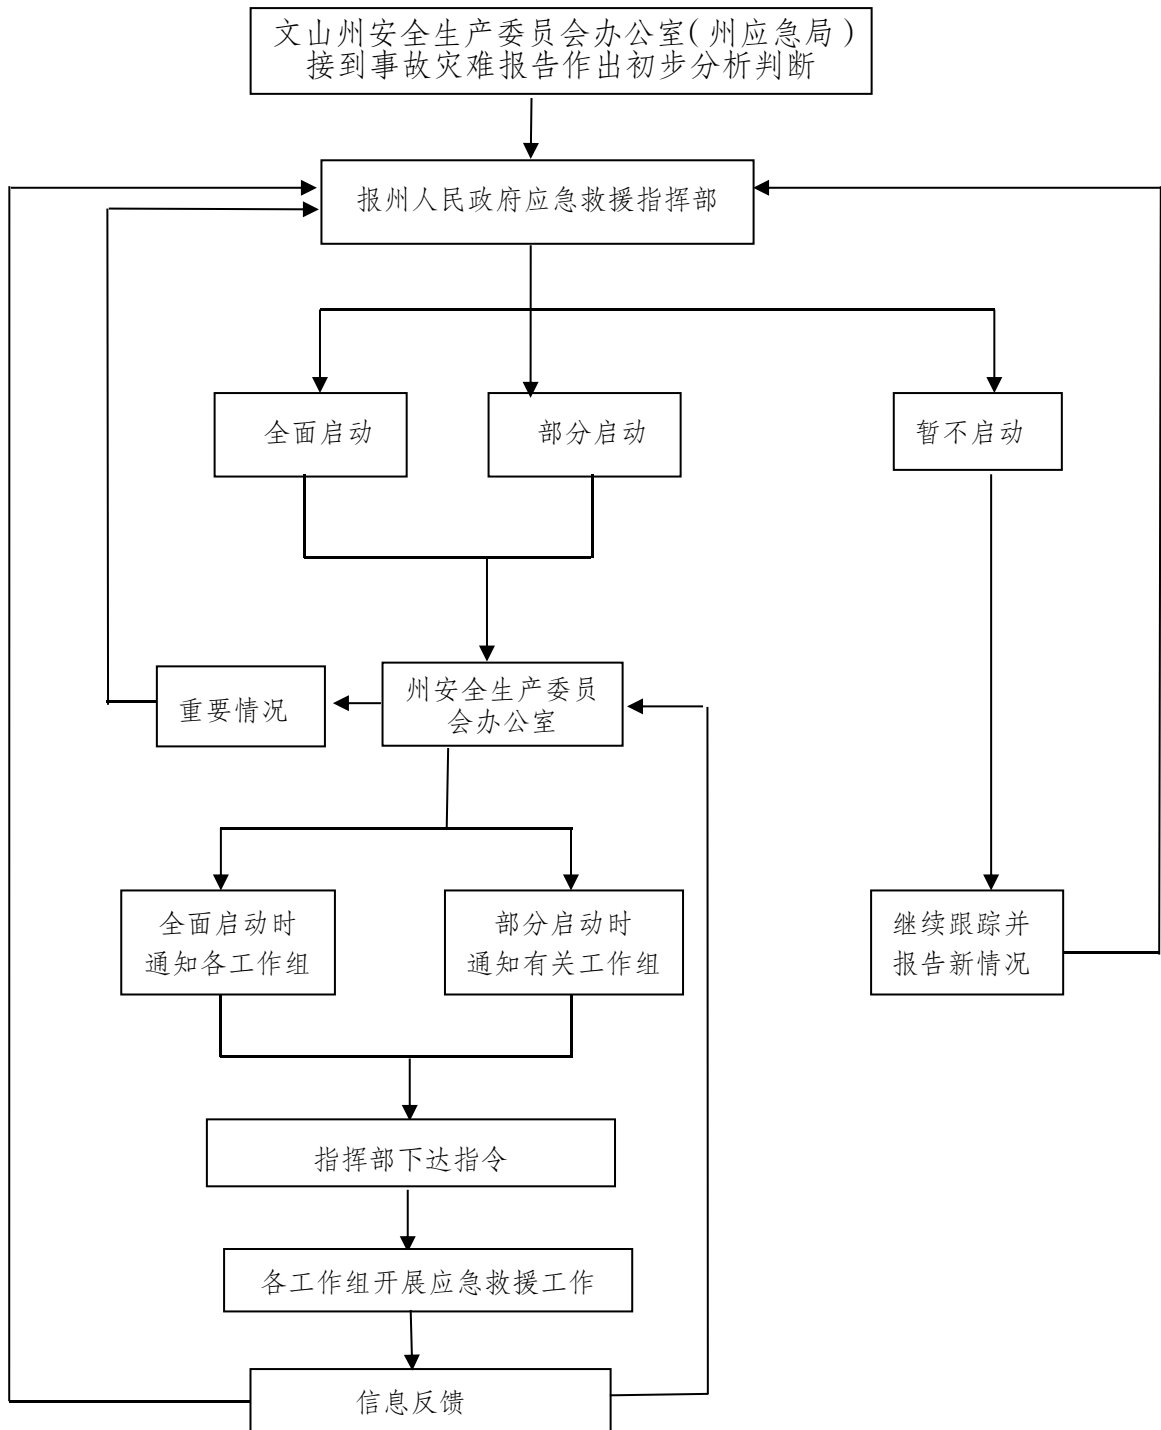 文山州安全生产委员会办公室(州应急局)
接到事故灾难报告作出初步分析判断
报州人民政府应急救援指挥部
全面启动
部分启动
暂不启动
重要情况
州安全生产委员
会办公室
全面启动时
通知各工作组
部分启动时
通知有关工作组
继续跟踪并
报告新情况
指挥部下达指令
各工作组开展应急救援工作
信息反馈